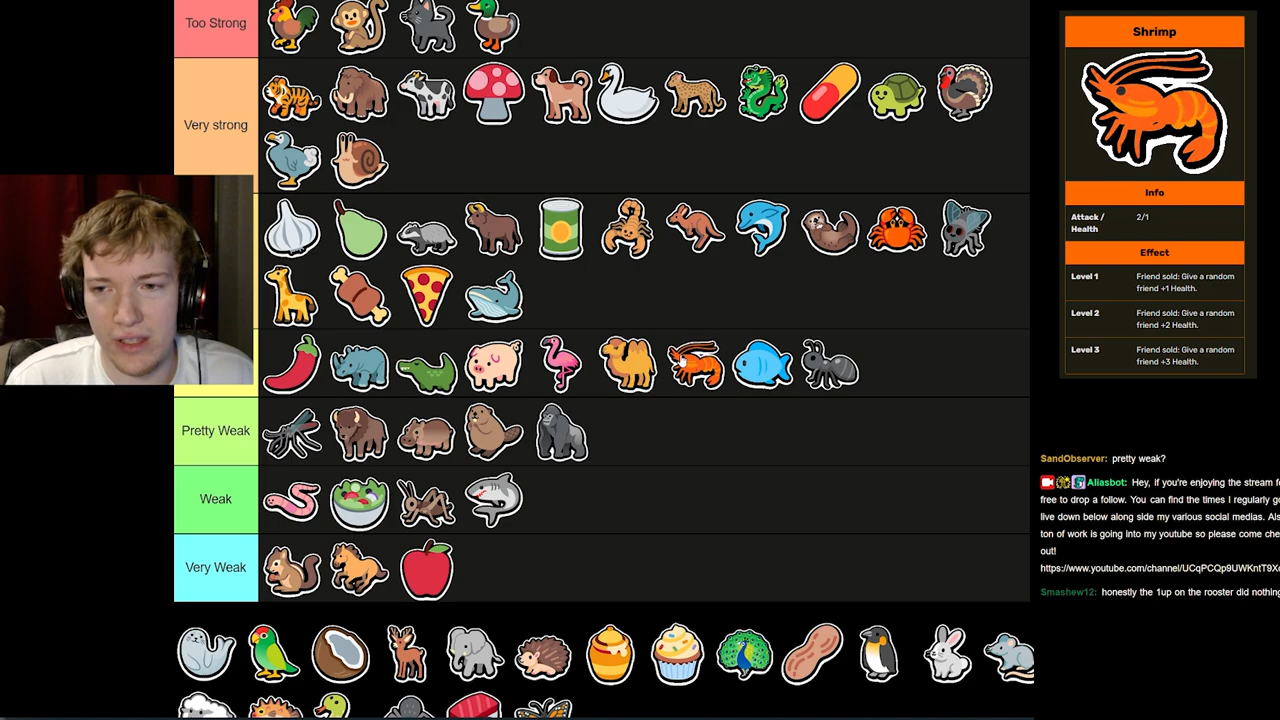 Too Strong
Very strong
Pretty Weak
Weak
Very Weak
Shrimp
Info
Attack / Health 2/1
Effect
Level 1 Friend sold: Give a random
friend +1 Health.
Level 2 Friend sold: Give a random
friend +2 Health.
Level 3 Friend sold: Give a random
friend +3 Health.
SandObserver: pretty weak?
Aliasbot: Hey, if you're enjoying the stream
free to drop a follow. You can find the times I regularly
live down below along side my various social medias.
ton of work is going into my youtube so please come
out!
https://www.youtube.com/channel/UCqPCQp9UWKntT9X
Smashew12: honestly the 1up on the rooster did